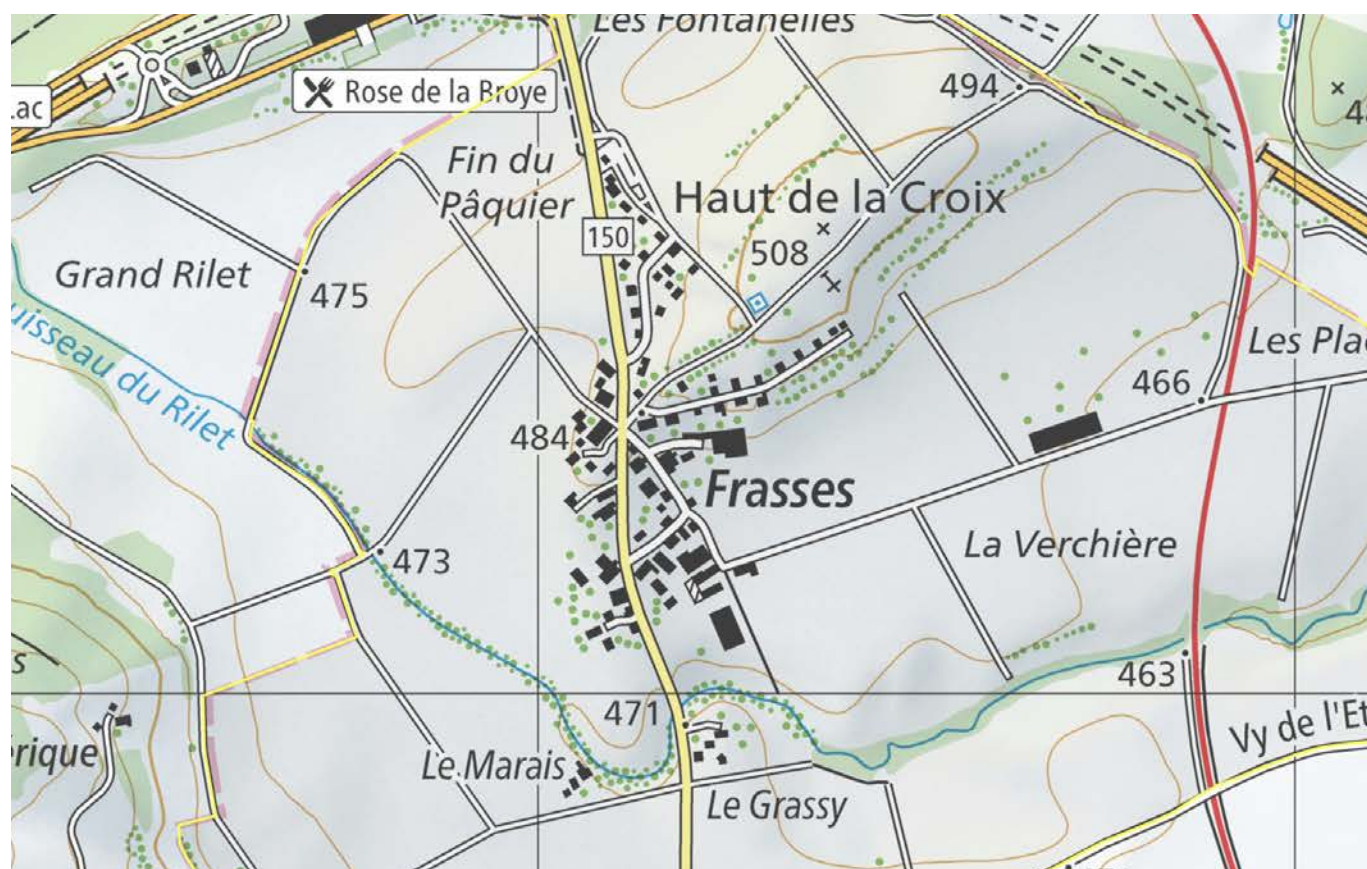 Les Fontanelles
494
Lac
Rose de la Broye
Fin du
Pâquier
Haut de la Croix
150
508
Grand Rilet
475
uisseau du Rilet
Les Pla
466
484
Frasses
La Verchière
473
463
471
Vy de l'Et
rique
Le Marais
Le Grassy